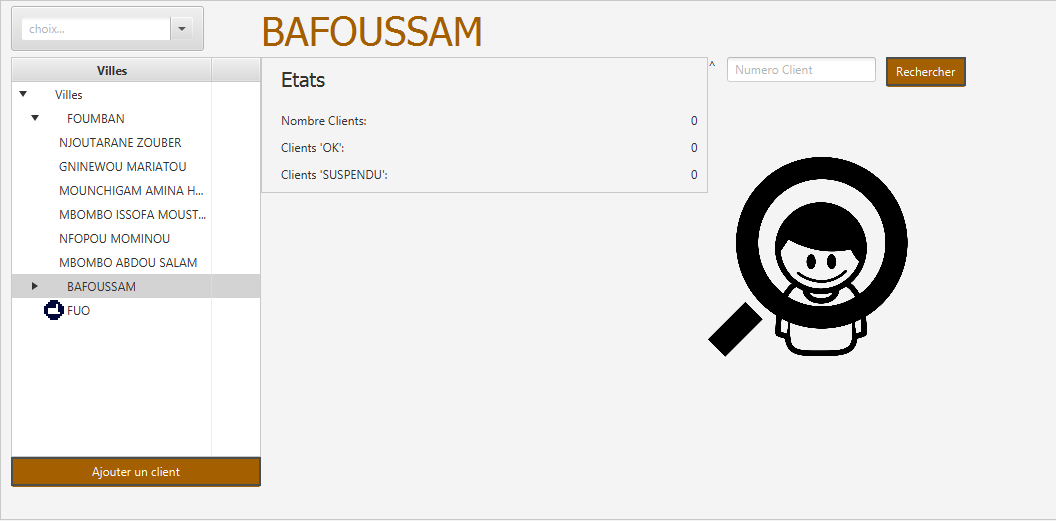 choix...
BAFOUSSAM
Villes
Villes
FOUMBAN
NJOUTARANE ZOUBER
GNINEWOU MARIATOU
MOUNCHIGAM AMINA H...
MBOMBO ISSOFA MOUST...
NFOPOU MOMINOU
MBOMBO ABDOU SALAM
BAFOUSSAM
FUO
Ajouter un client
Etats
Nombre Clients: 0
Clients 'OK': 0
Clients 'SUSPENDU': 0
^
Numero Client
Rechercher